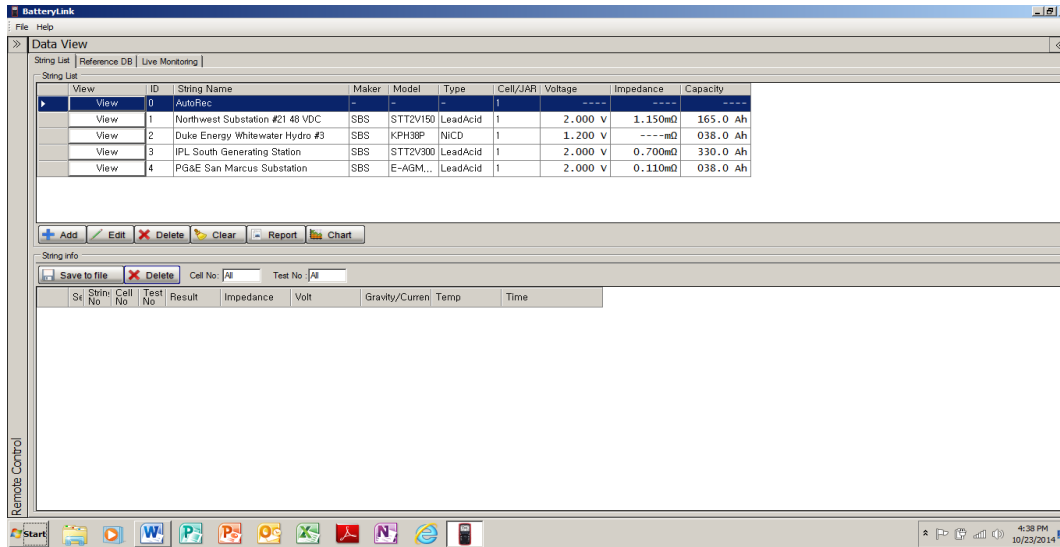 BatteryLink
File Help
Data View
String List Reference DB Live Monitoring
String List
View ID String Name Maker Model Type Cell/JAR Voltage Impedance Capacity
View 0 AutoRec - - - 1 ---- ---- ----
View 1 Northwest Substation #21 48 VDC SBS STT2V150 LeadAcid 1 2.000 V 1.150mΩ 165.0 Ah
View 2 Duke Energy Whitewater Hydro #3 SBS KPH38P NiCD 1 1.200 V ----mΩ 038.0 Ah
View 3 IPL South Generating Station SBS STT2V300 LeadAcid 1 2.000 V 0.700mΩ 330.0 Ah
View 4 PG&E San Marcus Substation SBS E-AGM... LeadAcid 1 2.000 V 0.110mΩ 038.0 Ah
Add Edit Delete Clear Report Chart
String info
Save to file Delete Cell No: All Test No : All
Se String No Cell No Test No Result Impedance Volt Gravity/Curren Temp Time
Remote Control
Start 4:38 PM
10/23/2014